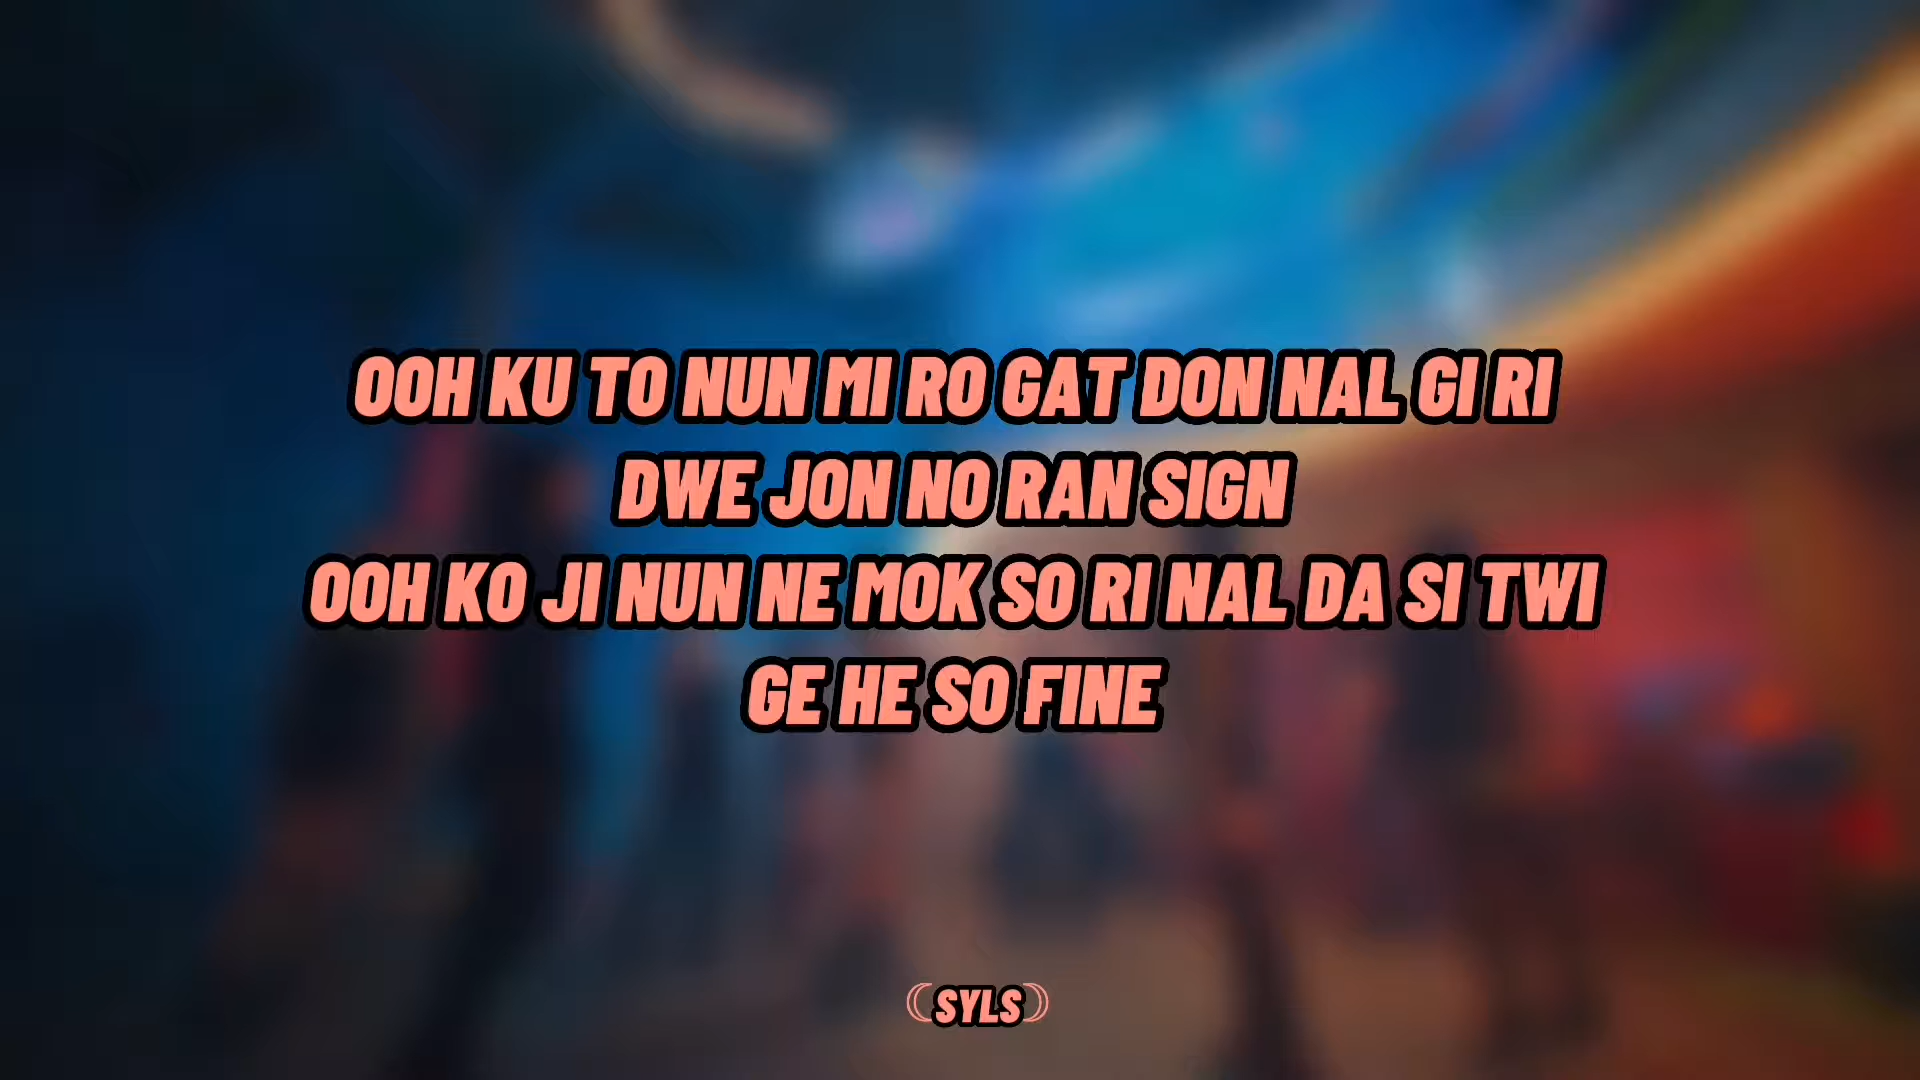 OOH KU TO NUN MI RO GAT DON NAL GI RI
DWE JON NO RAN SIGN
OOH KO JI NUN NE MOK SO RI NAL DA SI TWI
GE HE SO FINE
☾SYLS☽